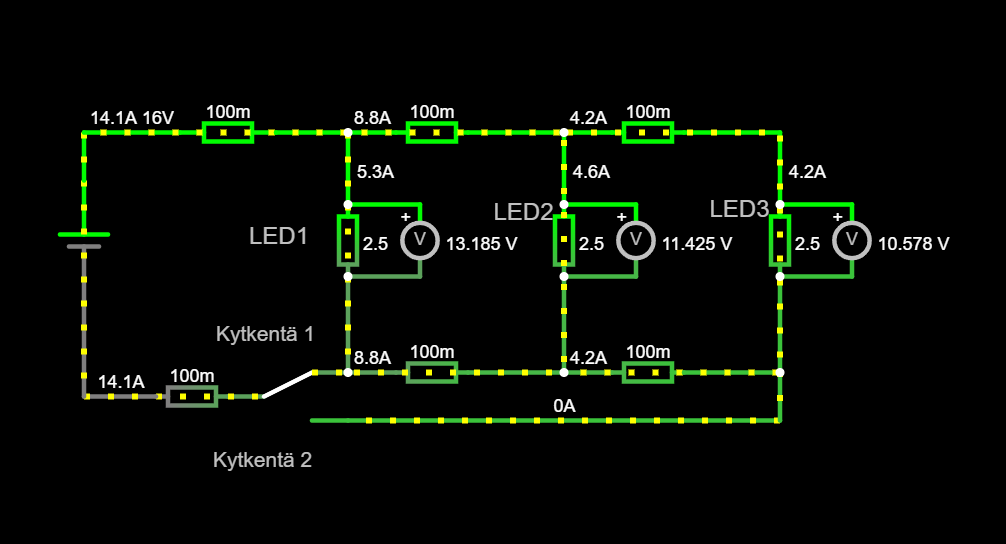 14.1A 16V
100m
8.8A
100m
4.2A
100m
5.3A
4.6A
4.2A
LED1
2.5
+
V
13.185 V
LED2
2.5
+
V
11.425 V
LED3
2.5
+
V
10.578 V
Kytkentä 1
8.8A
100m
4.2A
100m
14.1A
100m
0A
Kytkentä 2